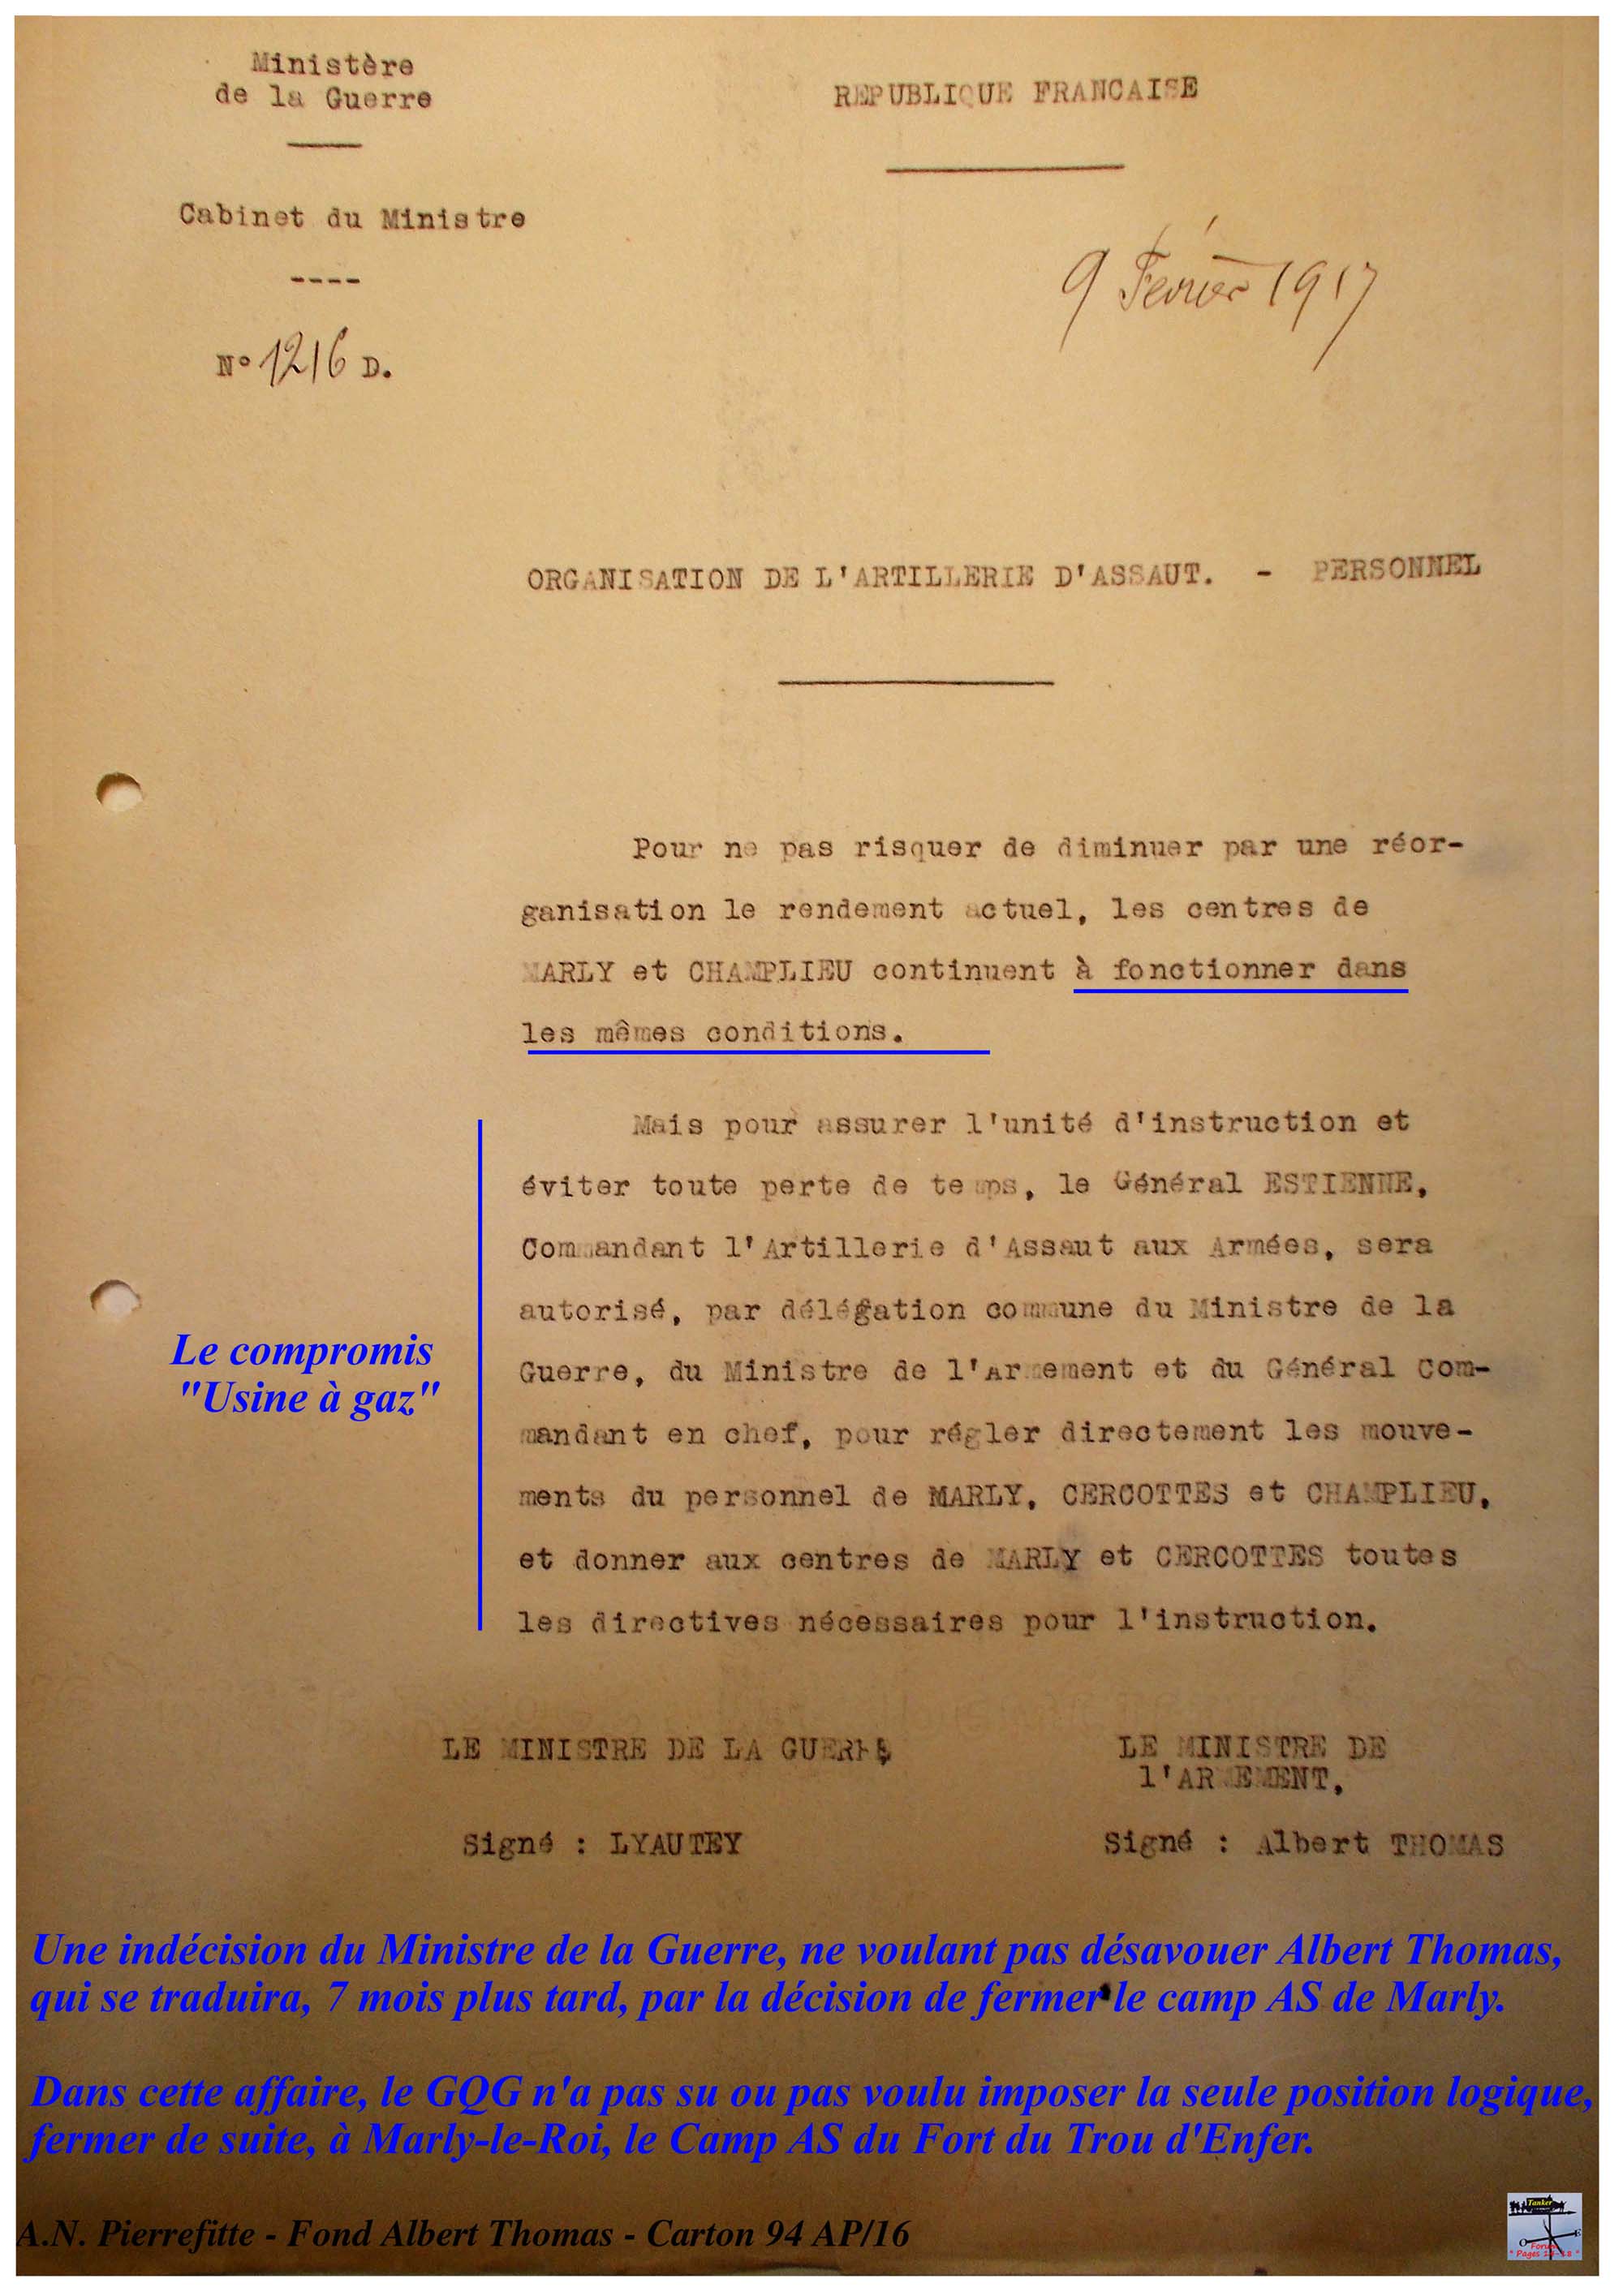 Ministère
de la Guerre
REPUBLIQUE FRANCAISE
Cabinet du Ministre
----
9 Février 1917
N° 1216 D.
ORGANISATION DE L'ARTILLERIE D'ASSAUT. - PERSONNEL
Pour ne pas risquer de diminuer par une réor-
ganisation le rendement actuel, les centres de
MARLY et CHAMPLIEU continuent à fonctionner dans
les mêmes conditions.
Mais pour assurer l'unité d'instruction et
éviter toute perte de temps, le Général ESTIENNE,
Commandant l'Artillerie d'Assaut aux Armées, sera
autorisé, par délégation commune du Ministre de la
Guerre, du Ministre de l'Armement et du Général Com-
mandant en chef, pour régler directement les mouve-
ments du personnel de MARLY, CERCOTTES et CHAMPLIEU,
et donner aux centres de MARLY et CERCOTTES toutes
les directives nécessaires pour l'instruction.
Le compromis
"Usine à gaz"
LE MINISTRE DE LA GUERRE
LE MINISTRE DE
l'ARMEMENT,
Signé : LYAUTEY
Signé : Albert THOMAS
Une indécision du Ministre de la Guerre, ne voulant pas désavouer Albert Thomas,
qui se traduira, 7 mois plus tard, par la décision de fermer le camp AS de Marly.
Dans cette affaire, le GQG n'a pas su ou pas voulu imposer la seule position logique,
fermer de suite, à Marly-le-Roi, le Camp AS du Fort du Trou d'Enfer.
A.N. Pierrefitte - Fond Albert Thomas - Carton 94 AP/16
Tanker
O E
Forum